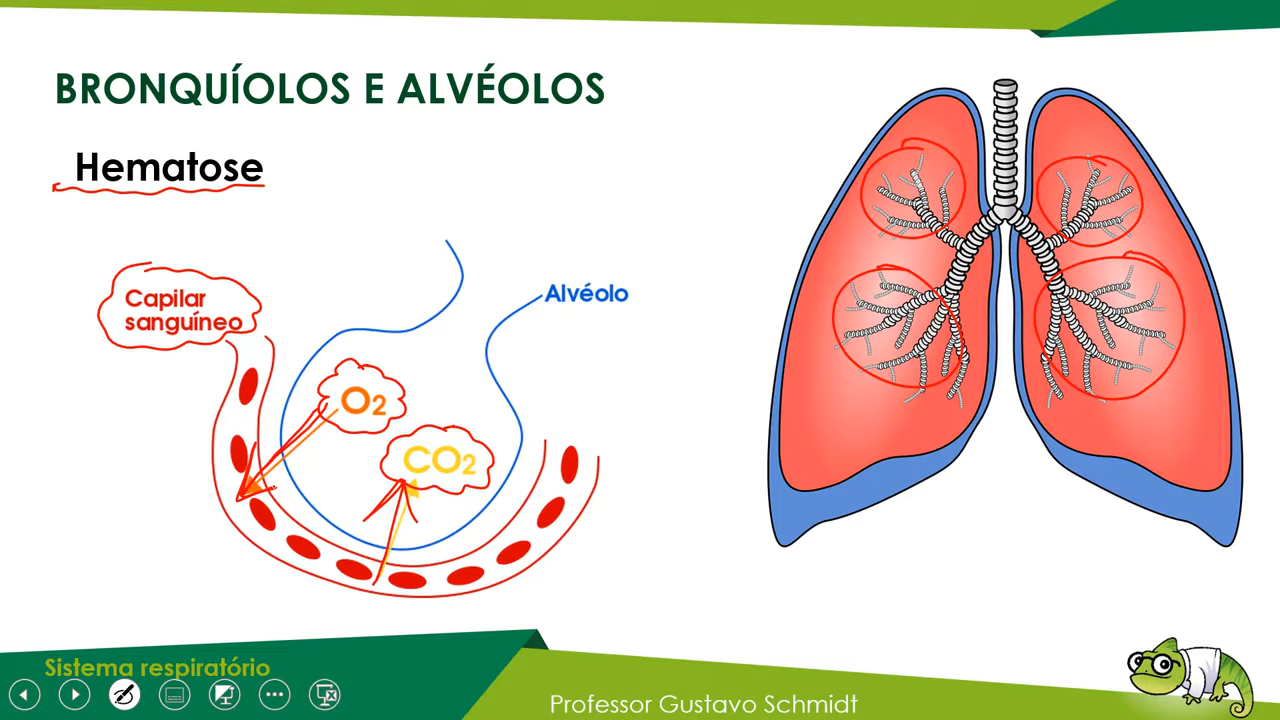 BRONQUÍOLOS E ALVÉOLOS
Hematose
Capilar
sanguíneo
Alvéolo
O2
CO2
Sistema respiratório
Professor Gustavo Schmidt